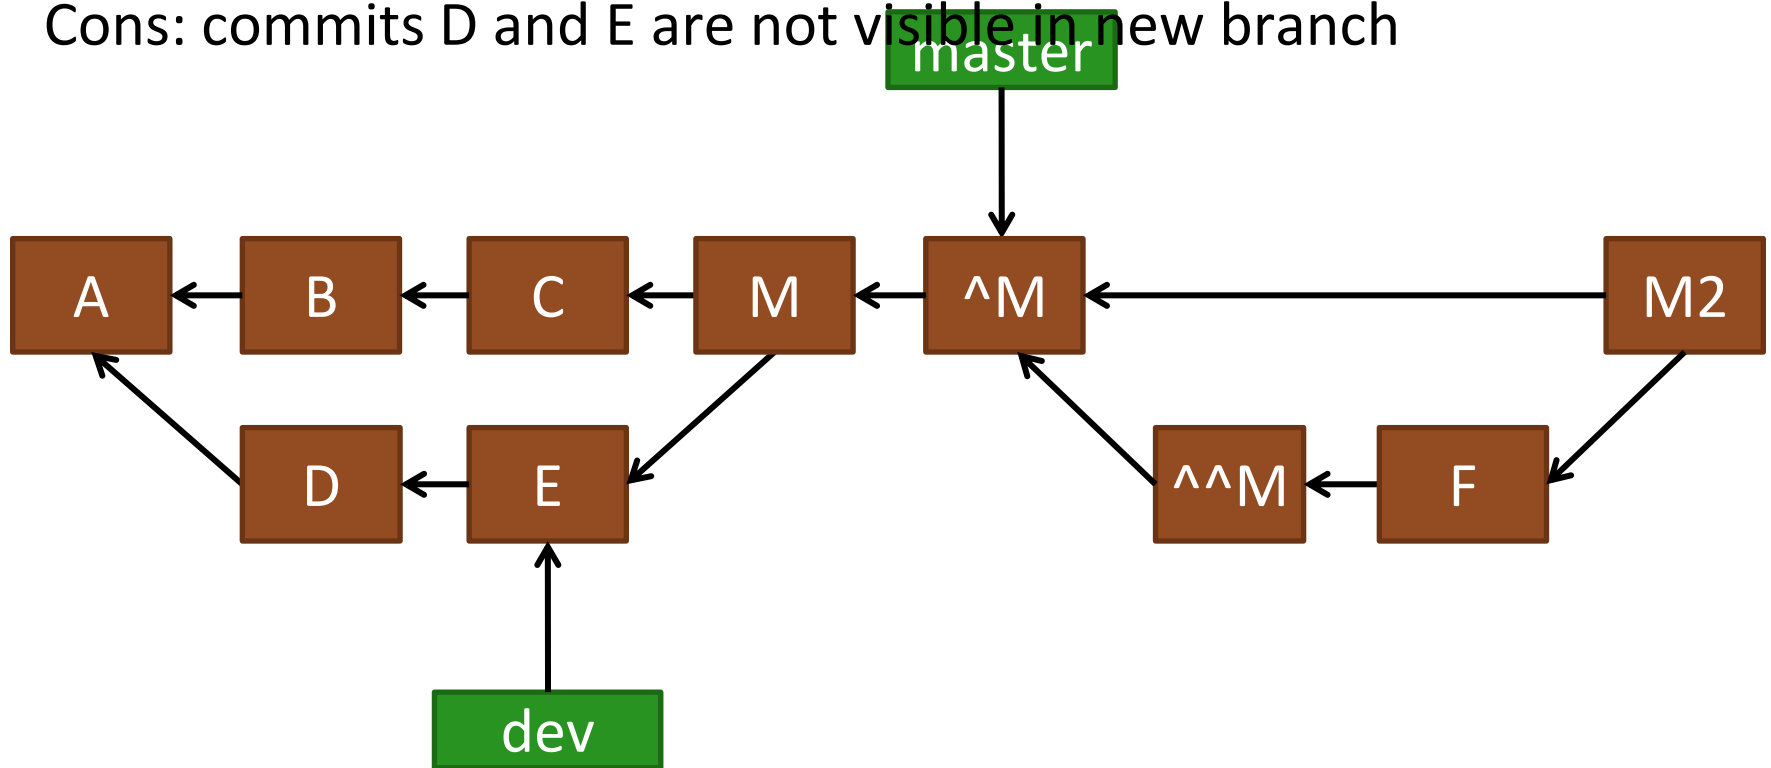 Cons: commits D and E are not visible in new branch
master
A
B
C
M
^M
M2
D
E
^^M
F
dev